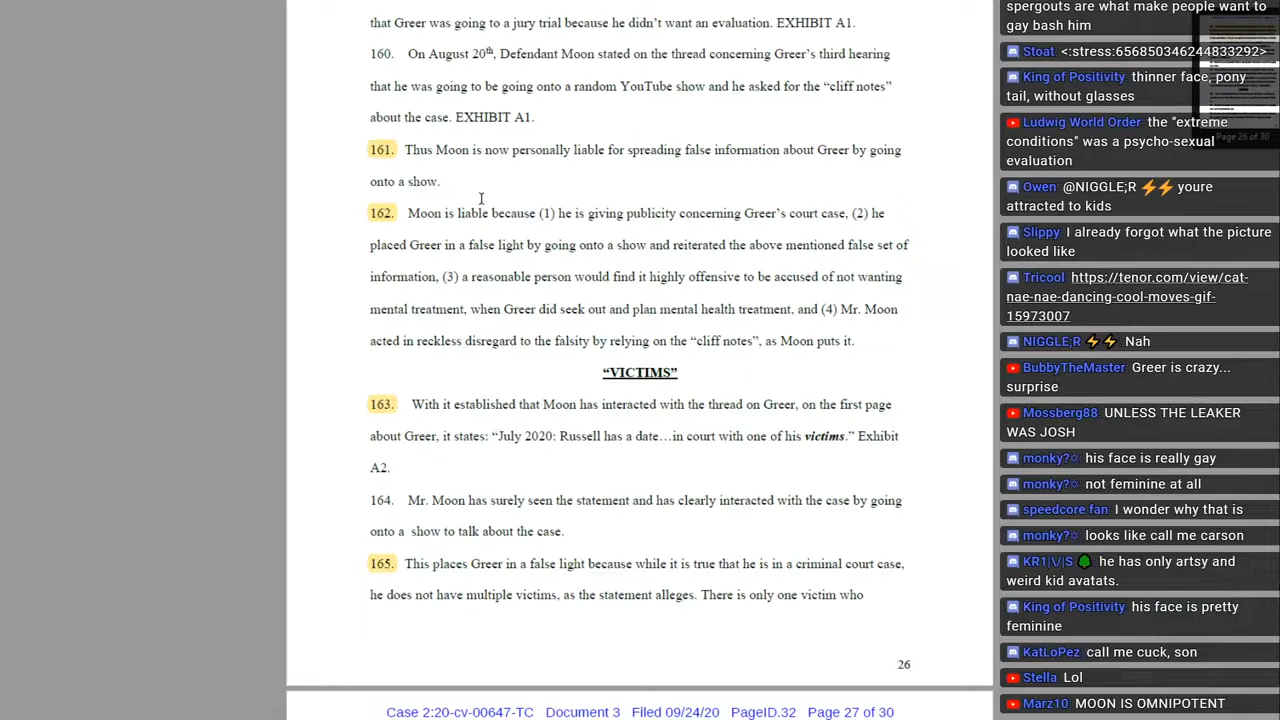 that Greer was going to a jury trial because he didn't want an evaluation. EXHIBIT A1.
160. On August 20th, Defendant Moon stated on the thread concerning Greer's third hearing
that he was going to be going onto a random YouTube show and he asked for the "cliff notes"
about the case. EXHIBIT A1.
161. Thus Moon is now personally liable for spreading false information about Greer by going
onto a show.
162. Moon is liable because (1) he is giving publicity concerning Greer's court case, (2) he
placed Greer in a false light by going onto a show and reiterated the above mentioned false set of
information, (3) a reasonable person would find it highly offensive to be accused of not wanting
mental treatment, when Greer did seek out and plan mental health treatment, and (4) Mr. Moon
acted in reckless disregard to the falsity by relying on the "cliff notes", as Moon puts it.
"VICTIMS"
163. With it established that Moon has interacted with the thread on Greer, on the first page
about Greer, it states: "July 2020: Russell has a date…in court with one of his victims." Exhibit
A2.
164. Mr. Moon has surely seen the statement and has clearly interacted with the case by going
onto a show to talk about the case.
165. This places Greer in a false light because while it is true that he is in a criminal court case,
he does not have multiple victims, as the statement alleges. There is only one victim who
26
Case 2:20-cv-00647-TC Document 3 Filed 09/24/20 PageID.32 Page 27 of 30
spergouts are what make people want to
gay bash him
Stoat: <:stress:656850346244833292>
King of Positivity thinner face, pony
tail, without glasses
Page 26 of 30
Ludwig World Order: the "extreme
conditions" was a psycho-sexual
evaluation
Owen: @NIGGLE;R ⚡⚡ youre
attracted to kids
Slippy: I already forgot what the picture
looked like
Tricool https://tenor.com/view/cat-
nae-nae-dancing-cool-moves-gif-
15973007
NIGGLE;R ⚡⚡ Nah
BubbyTheMaster: Greer is crazy...
surprise
Mossberg88: UNLESS THE LEAKER
WAS JOSH
monky?✡ his face is really gay
monky?✡ not feminine at all
speedcore fan: I wonder why that is
monky?✡ looks like call me carson
KR1\/\S 🌲 he has only artsy and
weird kid avatats.
King of Positivity: his face is pretty
feminine
KatLoPez: call me cuck, son
Stella: Lol
Marz10: MOON IS OMNIPOTENT